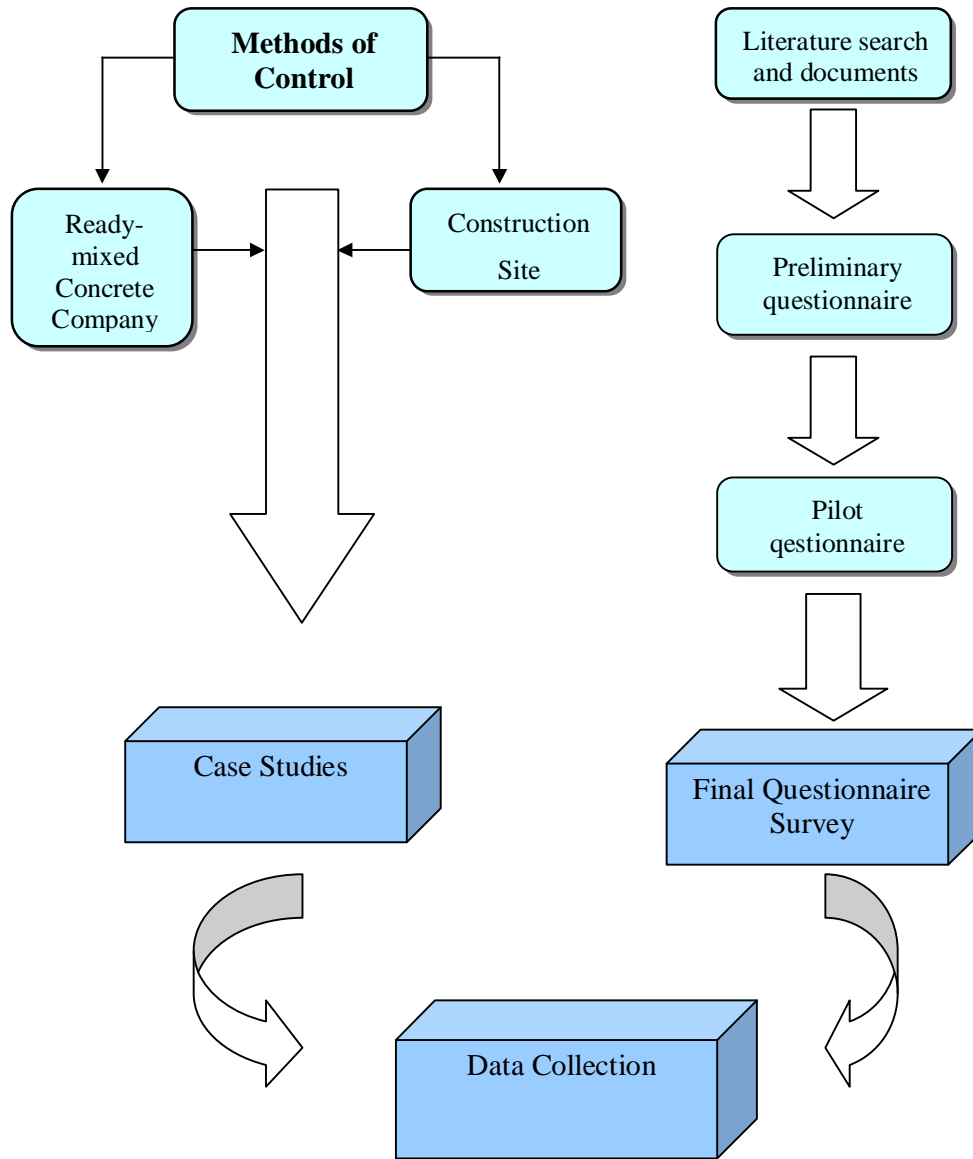 Methods of
Control
Literature search
and documents
Ready-
mixed
Concrete
Company
Construction
Site
Preliminary
questionnaire
Pilot
qestionnaire
Case Studies
Final Questionnaire
Survey
Data Collection